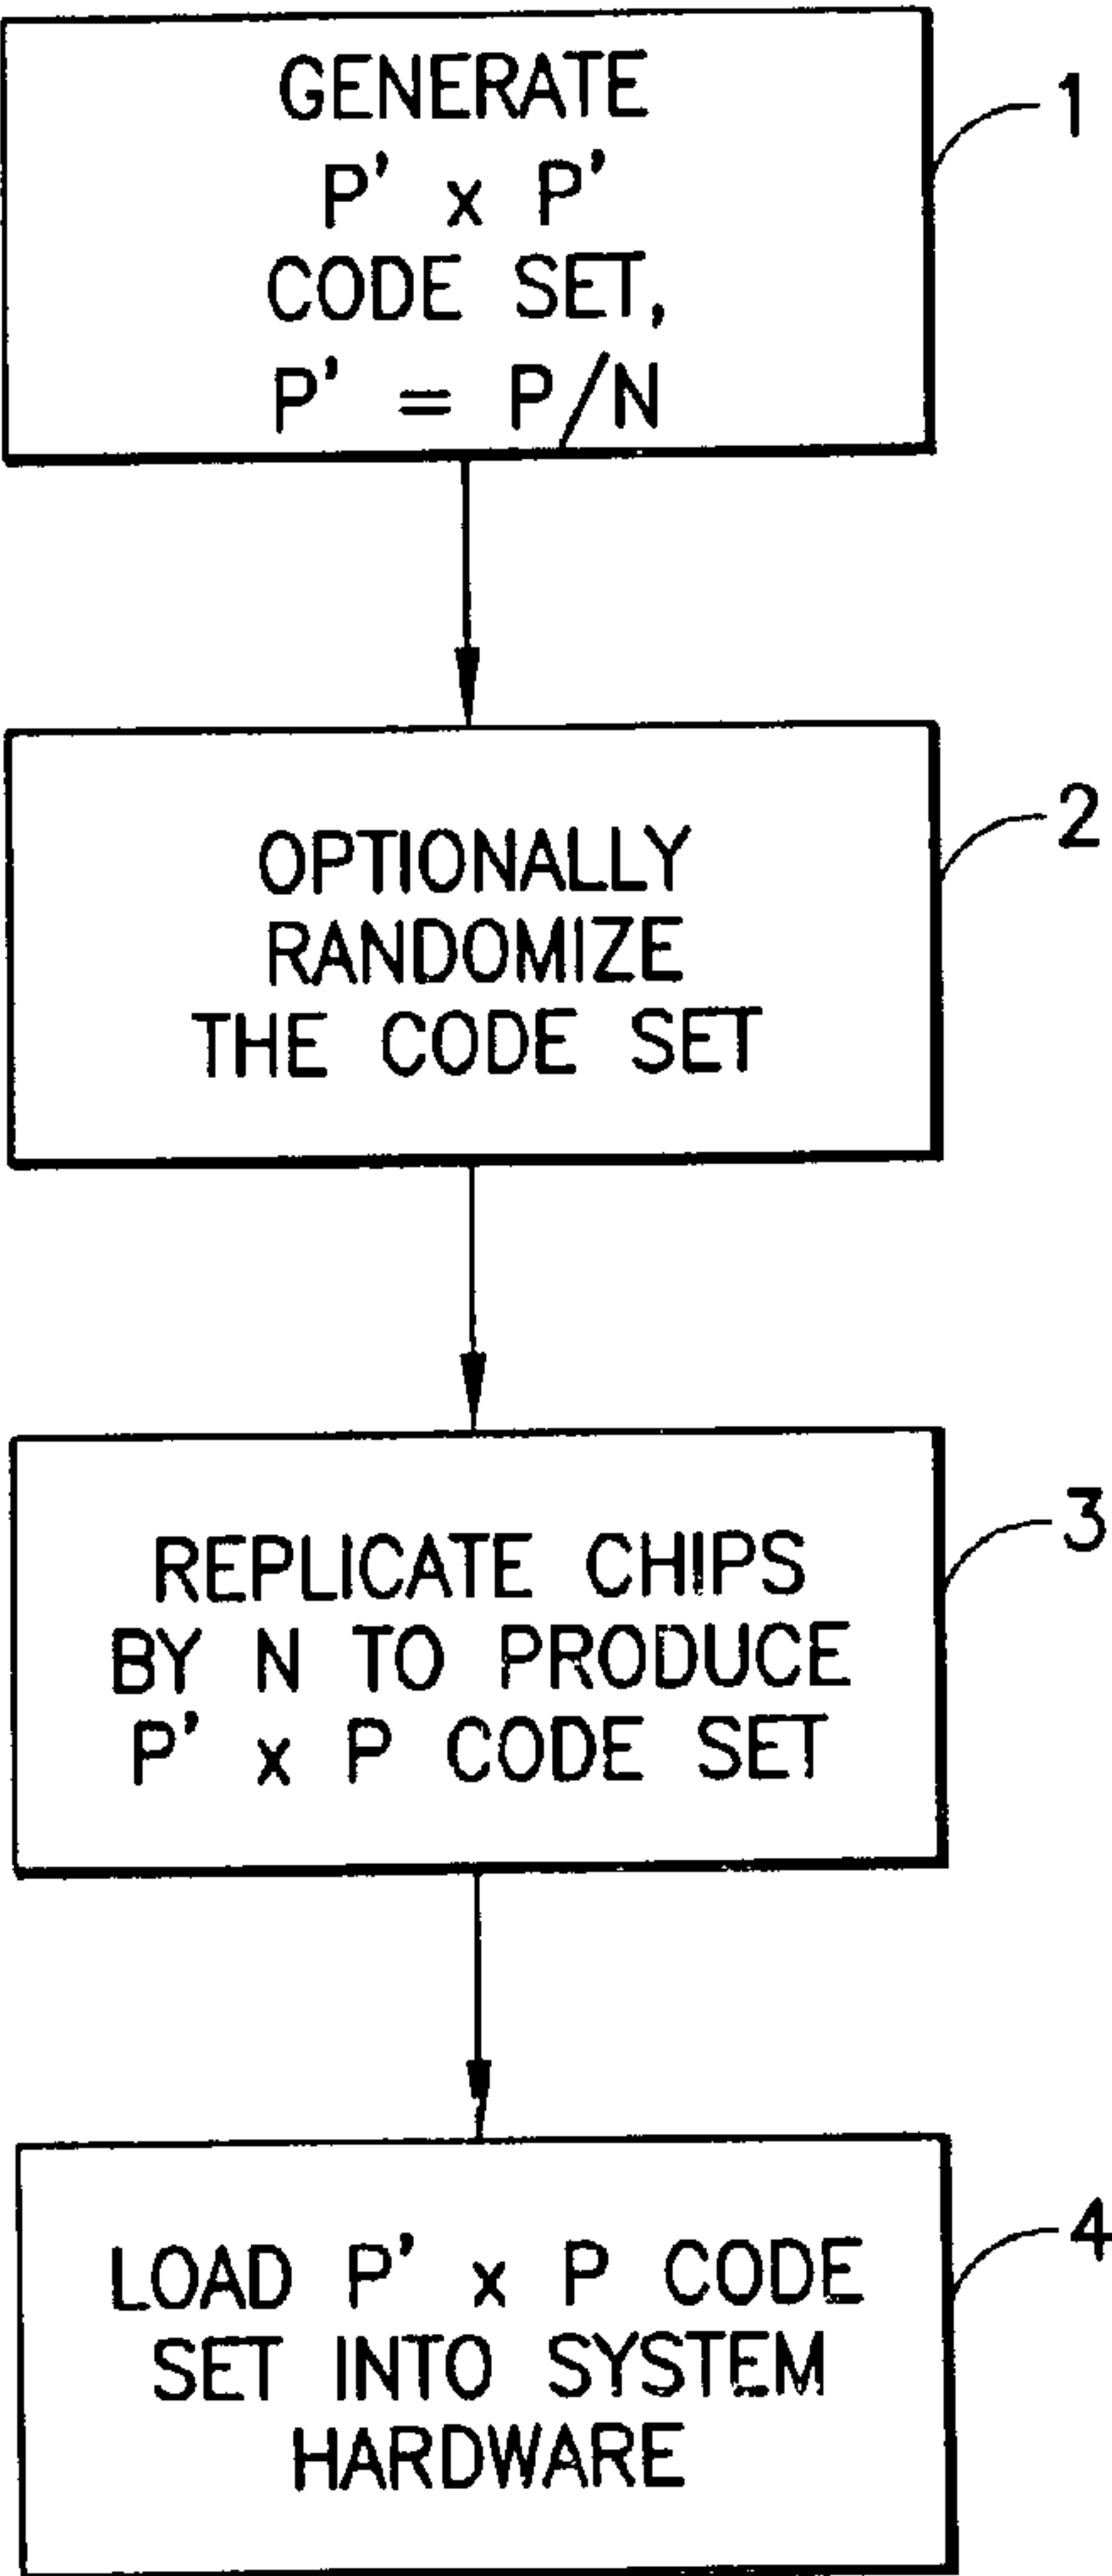 GENERATE
P' x P'
CODE SET,
P' = P/N
1
OPTIONALLY
RANDOMIZE
THE CODE SET
2
REPLICATE CHIPS
BY N TO PRODUCE
P' x P CODE SET
3
LOAD P' x P CODE
SET INTO SYSTEM
HARDWARE
4